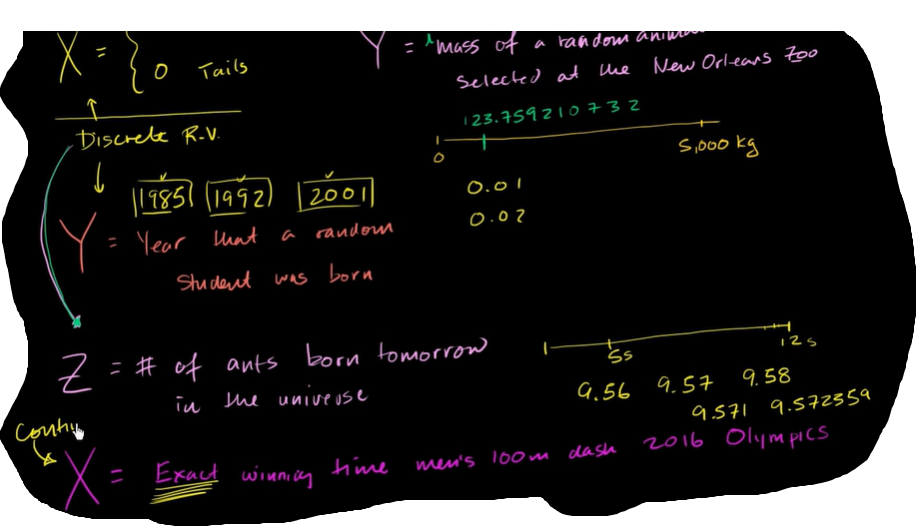 X = { 0 Tails
Y = mass of a random
selected at the New Orleans Zoo
Discrete R.V.
123.759210732
0
5,000 kg
1985 1992 2001
0.01
0.02
Y = Year that a random
student was born
Z = # of ants born tomorrow
in the universe
5s
12s
9.56 9.57 9.58
9.571 9.572359
X = Exact winning time men's 100m dash 2016 Olympics